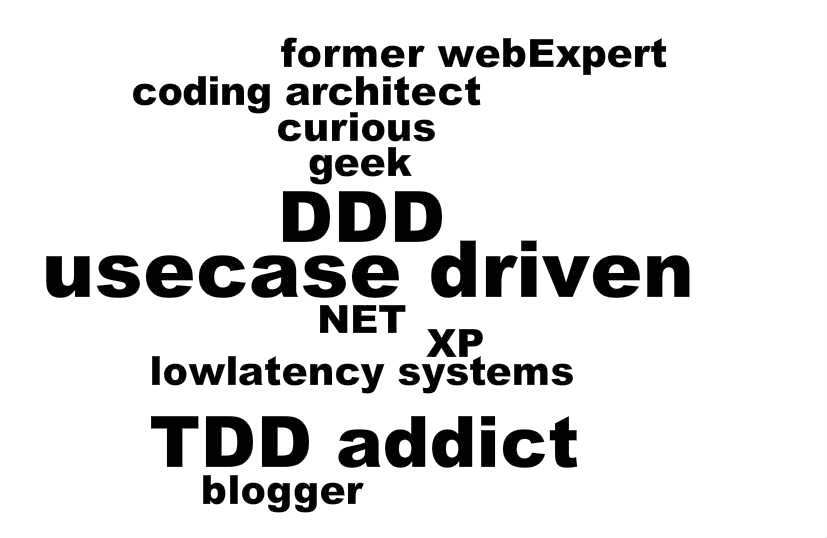 former webExpert
coding architect
curious
geek
DDD
usecase driven
NET
XP
lowlatency systems
TDD addict
blogger